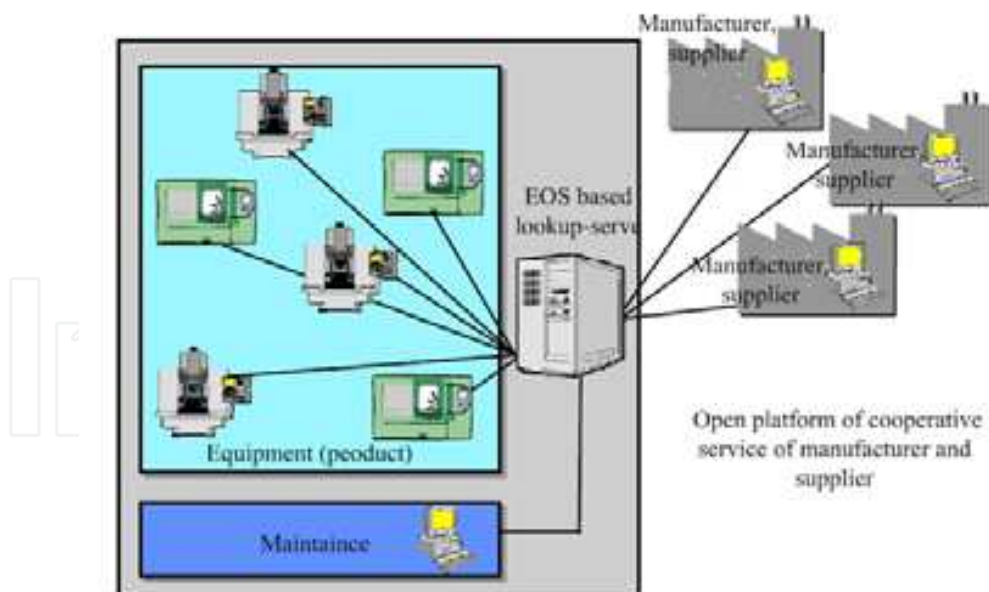 Manufacturer,
supplier
Manufacturer,
supplier
EOS based
lookup-serve
Manufacturer,
supplier
Open platform of cooperative
service of manufacturer and
supplier
Equipment (peoduct)
Maintaince